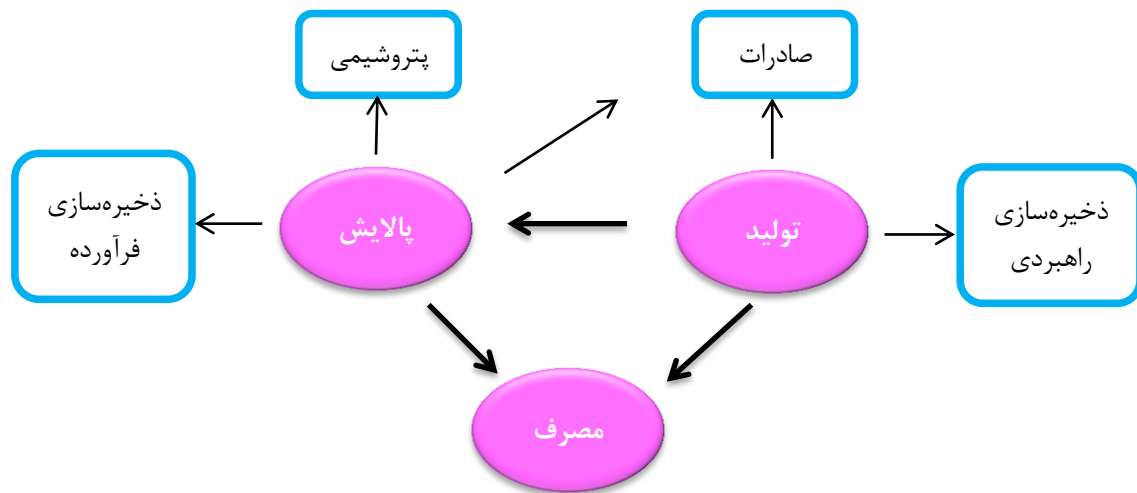 صادرات
پتروشیمی
ذخیره‌سازی
راهبردی
تولید
پالایش
ذخیره‌سازی
فرآورده
مصرف